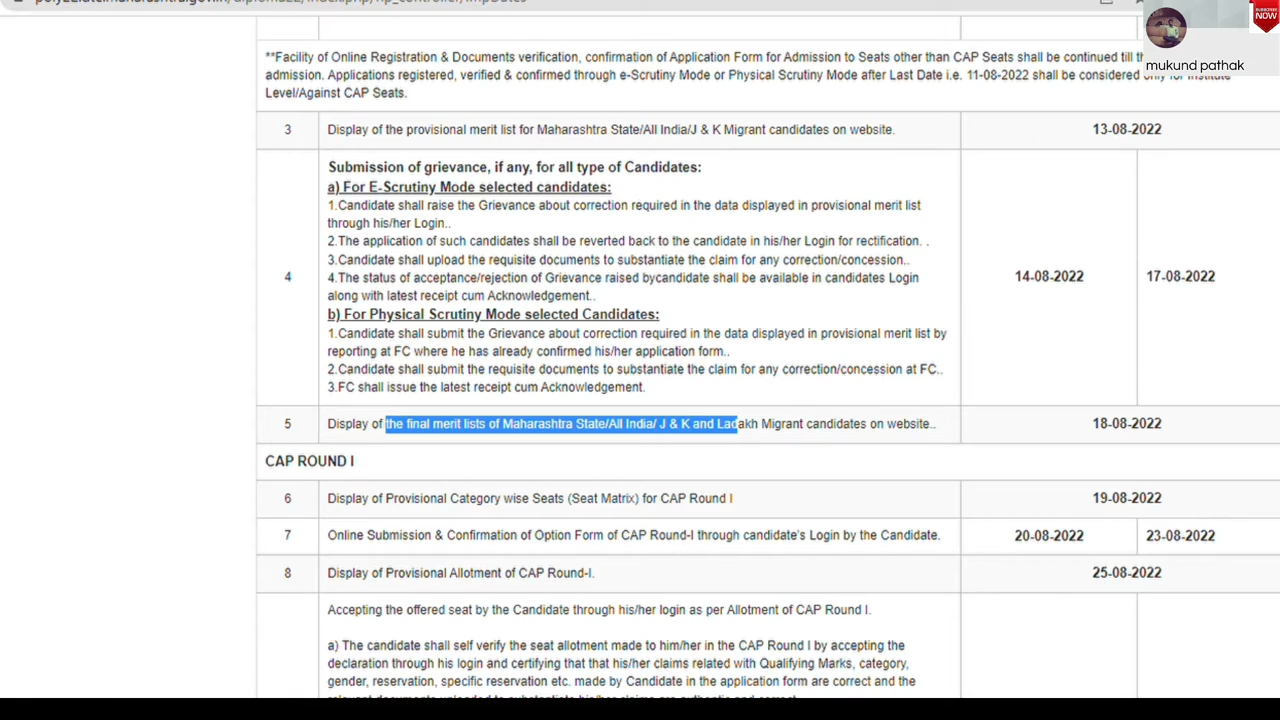 SUBSCRIBE
NOW
mukund pathak
**Facility of Online Registration & Documents verification, confirmation of Application Form for Admission to Seats other than CAP Seats shall be continued till
admission. Applications registered, verified & confirmed through e-Scrutiny Mode or Physical Scrutiny Mode after Last Date i.e. 11-08-2022 shall be considered only for Institute
Level/Against CAP Seats.
3 Display of the provisional merit list for Maharashtra State/All India/J & K Migrant candidates on website. 13-08-2022
Submission of grievance, if any, for all type of Candidates:
a) For E-Scrutiny Mode selected candidates:
1.Candidate shall raise the Grievance about correction required in the data displayed in provisional merit list
through his/her Login..
2.The application of such candidates shall be reverted back to the candidate in his/her Login for rectification. .
3.Candidate shall upload the requisite documents to substantiate the claim for any correction/concession..
4 4.The status of acceptance/rejection of Grievance raised bycandidate shall be available in candidates Login 14-08-2022 17-08-2022
along with latest receipt cum Acknowledgement..
b) For Physical Scrutiny Mode selected Candidates:
1.Candidate shall submit the Grievance about correction required in the data displayed in provisional merit list by
reporting at FC where he has already confirmed his/her application form..
2.Candidate shall submit the requisite documents to substantiate the claim for any correction/concession at FC..
3.FC shall issue the latest receipt cum Acknowledgement.
5 Display of the final merit lists of Maharashtra State/All India/ J & K and Ladakh Migrant candidates on website.. 18-08-2022
CAP ROUND I
6 Display of Provisional Category wise Seats (Seat Matrix) for CAP Round I 19-08-2022
7 Online Submission & Confirmation of Option Form of CAP Round-I through candidate's Login by the Candidate. 20-08-2022 23-08-2022
8 Display of Provisional Allotment of CAP Round-I. 25-08-2022
Accepting the offered seat by the Candidate through his/her login as per Allotment of CAP Round I.
a) The candidate shall self verify the seat allotment made to him/her in the CAP Round I by accepting the
declaration through his login and certifying that that his/her claims related with Qualifying Marks, category,
gender, reservation, specific reservation etc. made by Candidate in the application form are correct and the